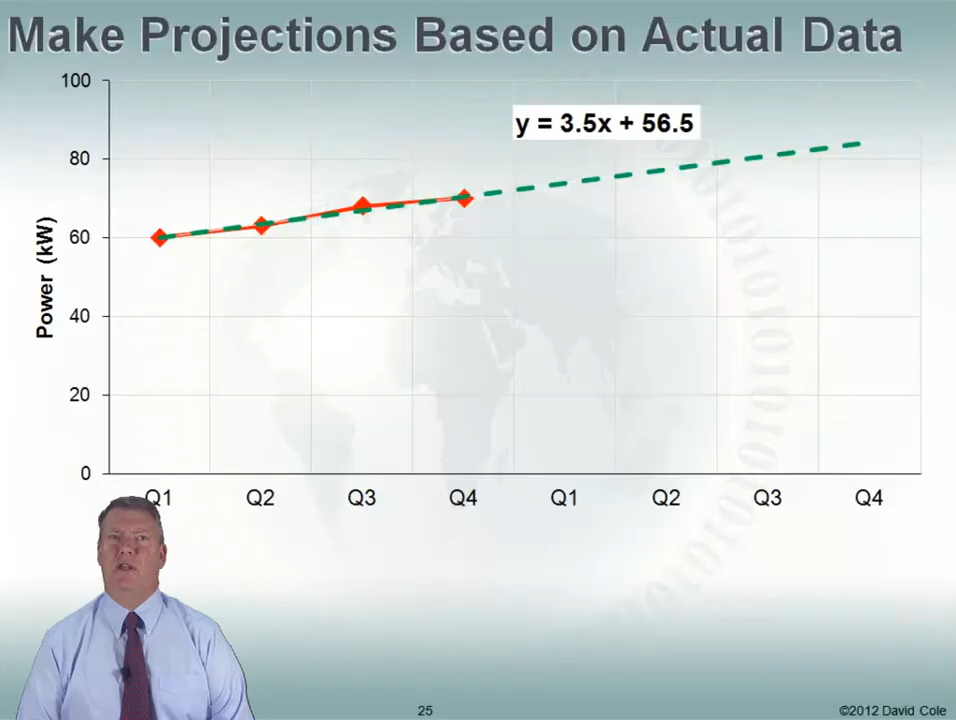 Make Projections Based on Actual Data
100
y = 3.5x + 56.5
80
60
Power (kW)
40
20
0
Q1 Q2 Q3 Q4 Q1 Q2 Q3 Q4
25
©2012 David Cole